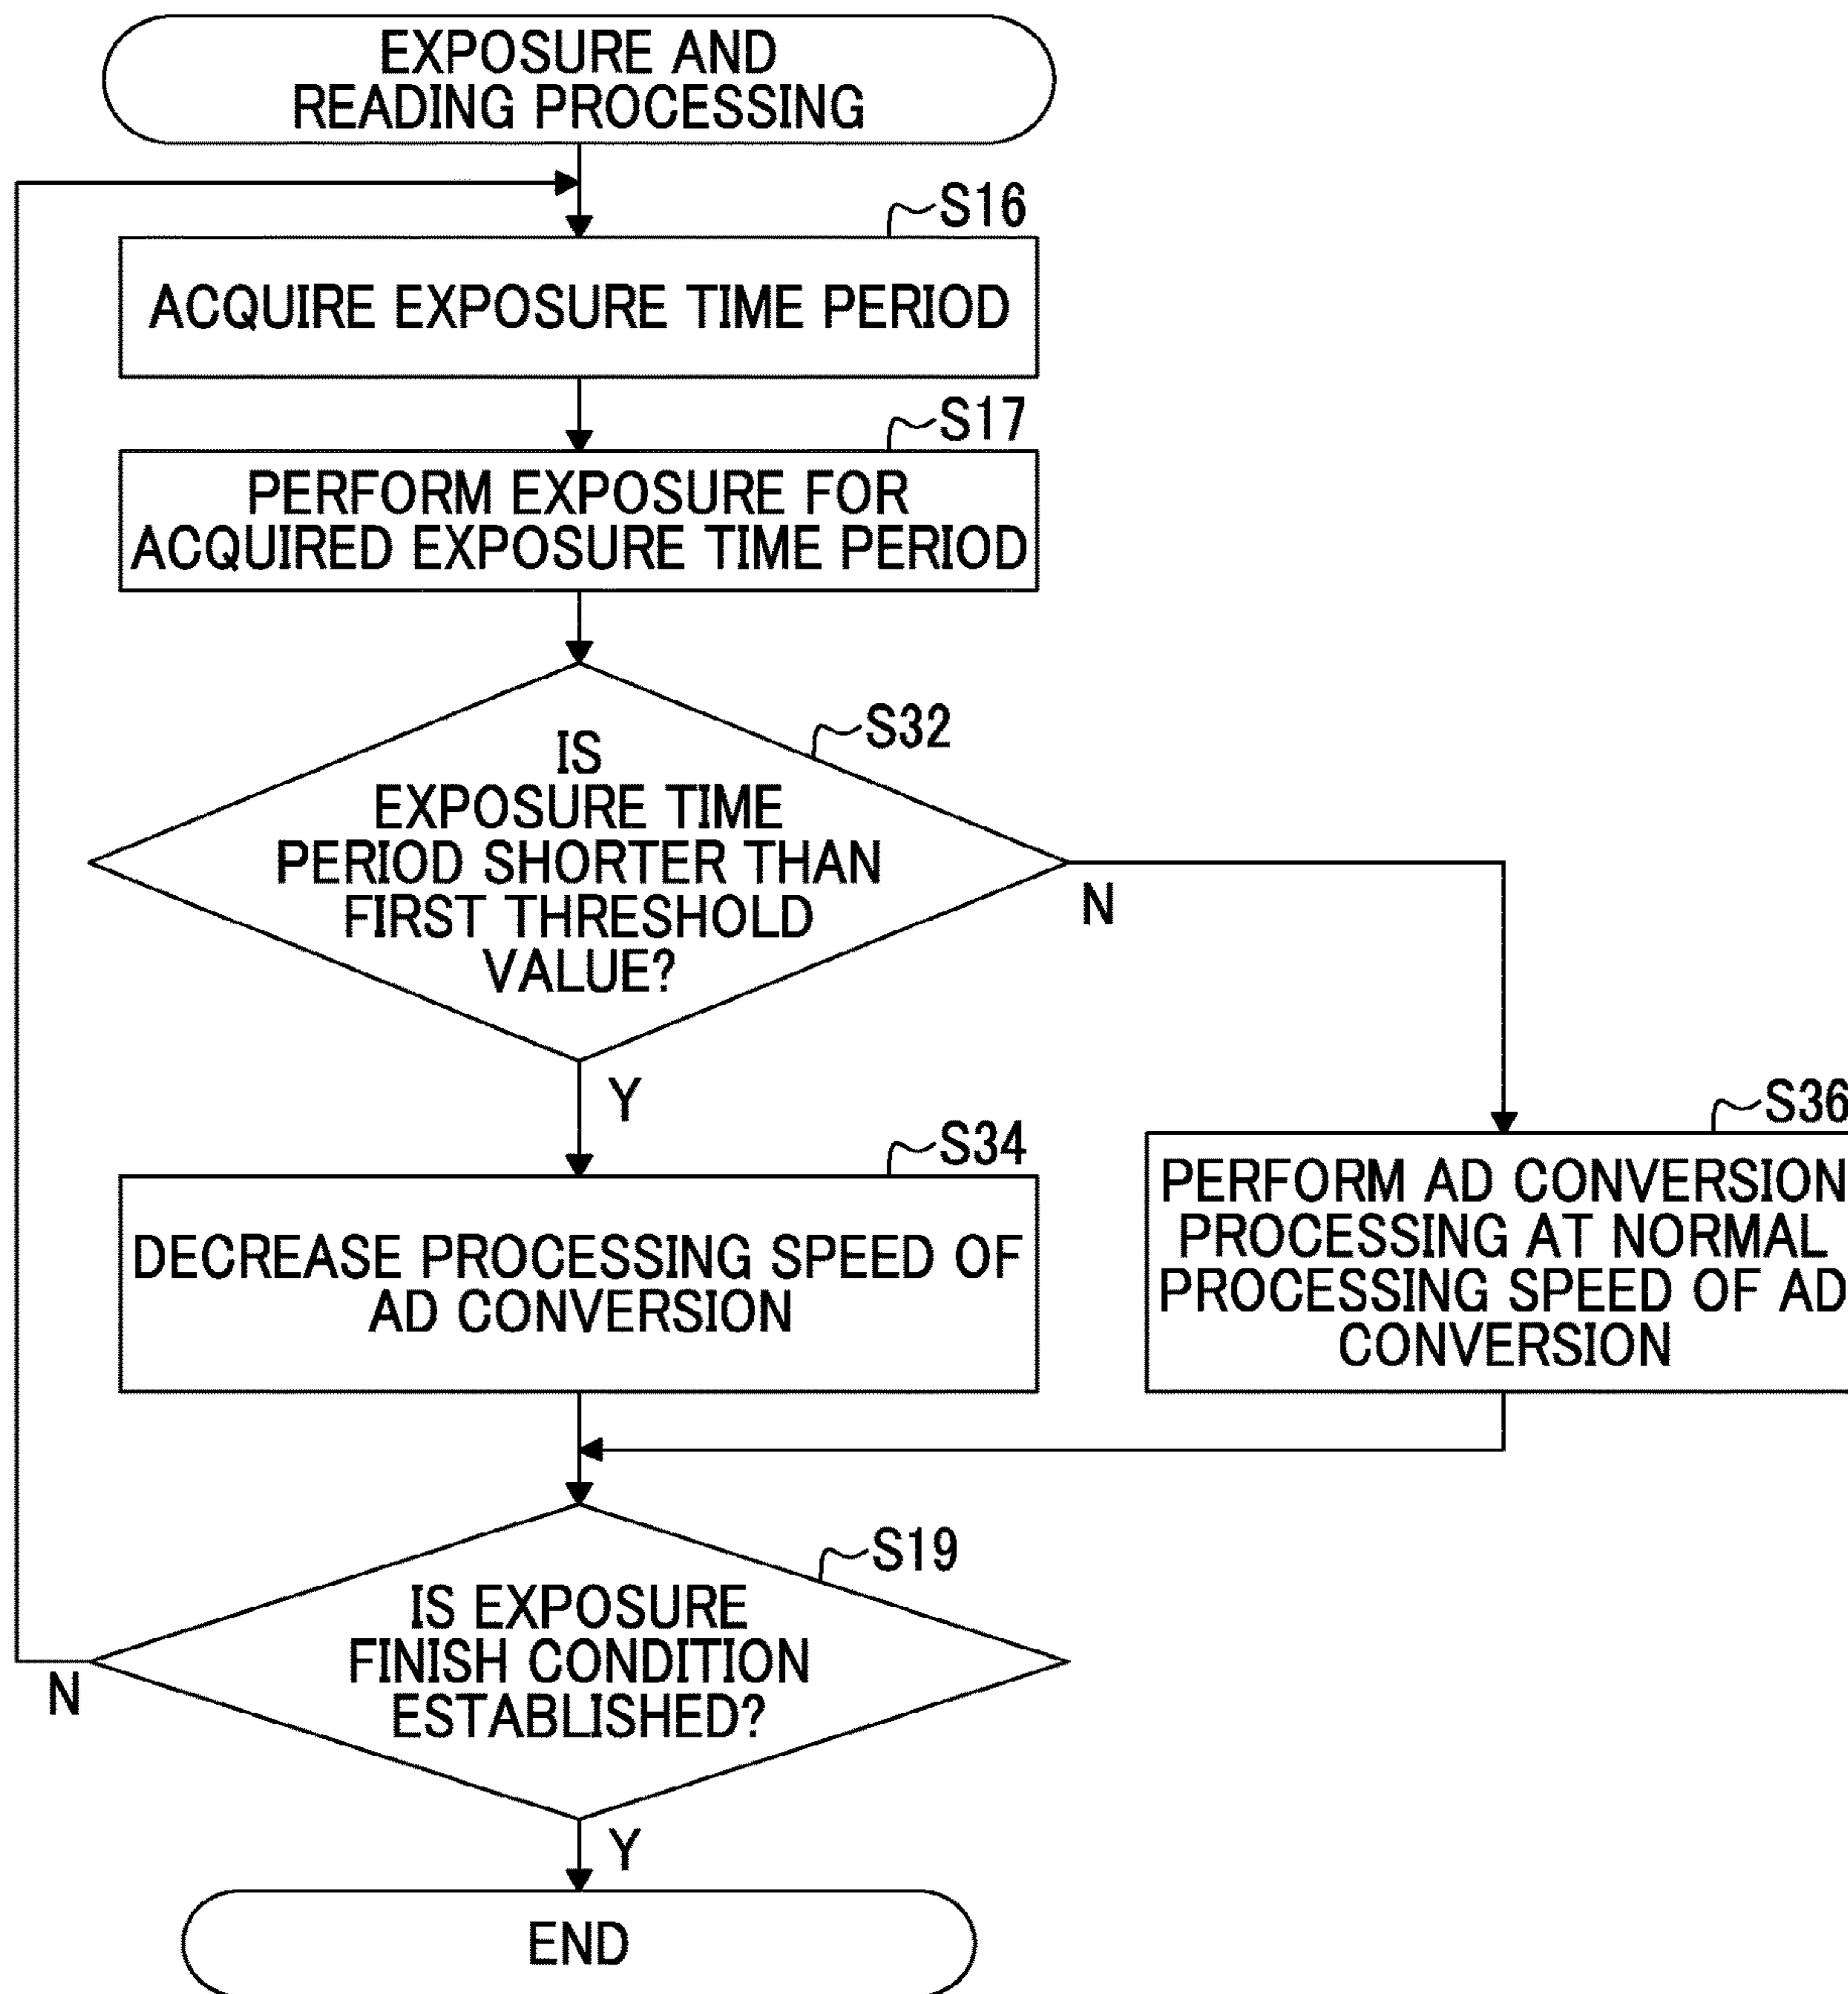 EXPOSURE AND
READING PROCESSING
S16
ACQUIRE EXPOSURE TIME PERIOD
S17
PERFORM EXPOSURE FOR
ACQUIRED EXPOSURE TIME PERIOD
S32
IS
EXPOSURE TIME
PERIOD SHORTER THAN
FIRST THRESHOLD
VALUE?
N
Y
S34
DECREASE PROCESSING SPEED OF
AD CONVERSION
S36
PERFORM AD CONVERSION
PROCESSING AT NORMAL
PROCESSING SPEED OF AD
CONVERSION
S19
IS EXPOSURE
FINISH CONDITION
ESTABLISHED?
N
Y
END